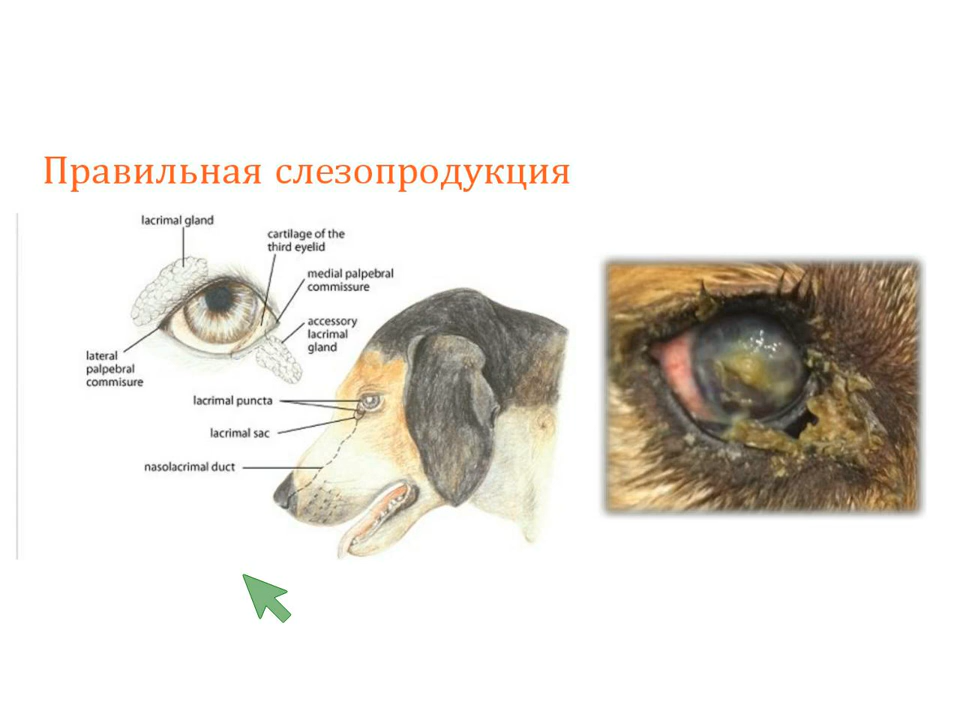 Правильная слезопродукция
lacrimal gland
cartilage of the
third eyelid
medial palpebral
commissure
accessory
lacrimal
gland
lateral
palpebral
commisure
lacrimal puncta
lacrimal sac
nasolacrimal duct